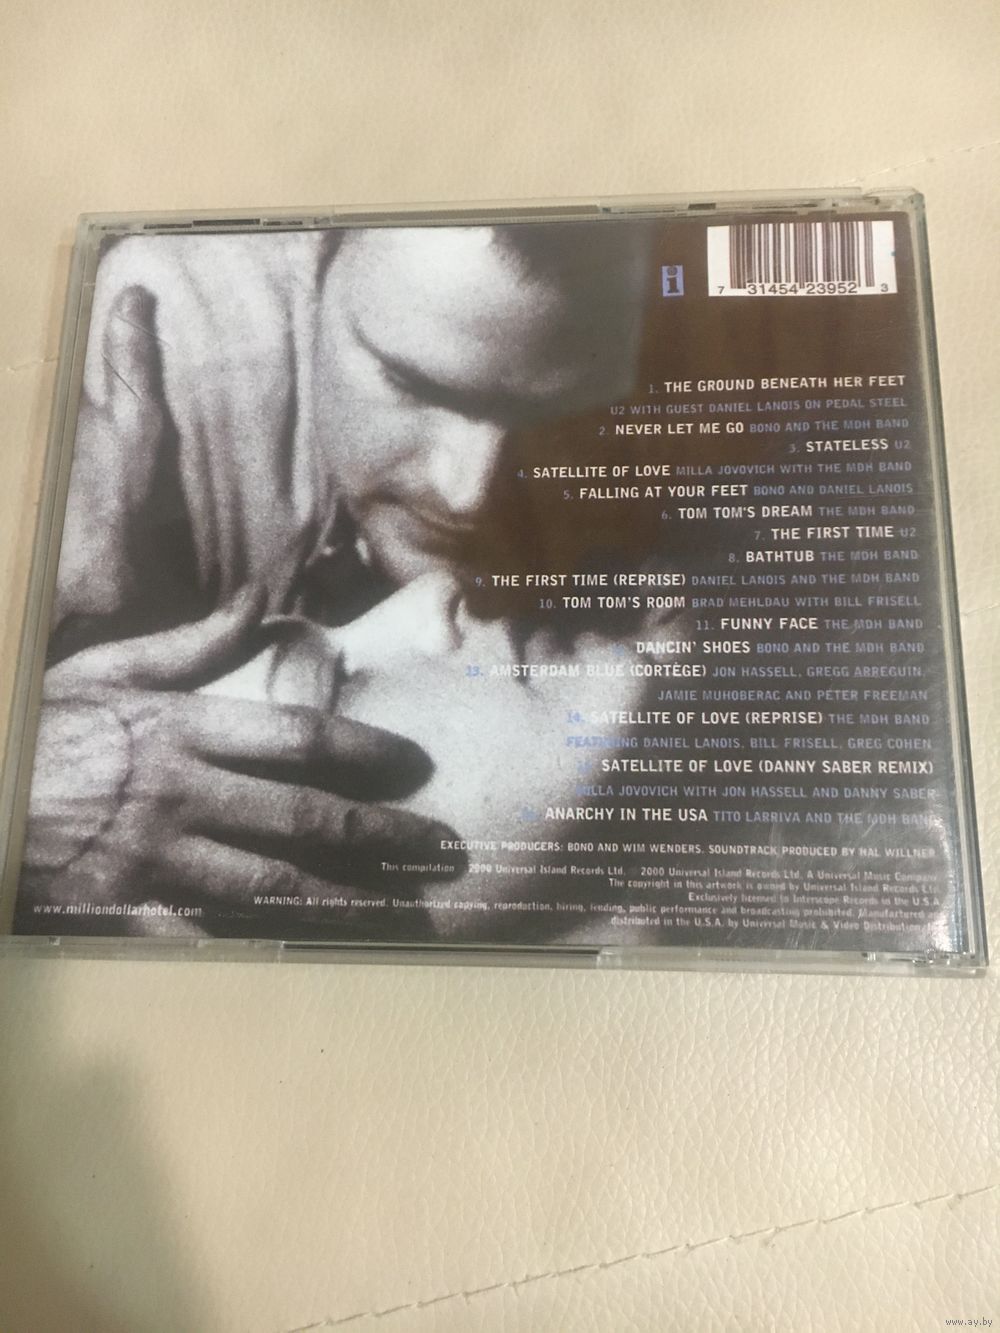 i
7 31454 23952 3
1. THE GROUND BENEATH HER FEET
U2 WITH GUEST DANIEL LANOIS ON PEDAL STEEL
2. NEVER LET ME GO BONO AND THE MDH BAND
3. STATELESS U2
4. SATELLITE OF LOVE MILLA JOVOVICH WITH THE MDH BAND
5. FALLING AT YOUR FEET BONO AND DANIEL LANOIS
6. TOM TOM'S DREAM THE MDH BAND
7. THE FIRST TIME U2
8. BATHTUB THE MDH BAND
9. THE FIRST TIME (REPRISE) DANIEL LANOIS AND THE MDH BAND
10. TOM TOM'S ROOM BRAD MEHLDAU WITH BILL FRISELL
11. FUNNY FACE THE MDH BAND
DANCIN' SHOES BONO AND THE MDH BAND
13. AMSTERDAM BLUE (CORTÈGE) JON HASSELL, GREGG ARREGUIN,
JAMIE MUHOBERAC AND PETER FREEMAN
14. SATELLITE OF LOVE (REPRISE) THE MDH BAND
FEATURING DANIEL LANOIS, BILL FRISELL, GREG COHEN
SATELLITE OF LOVE (DANNY SABER REMIX)
MILLA JOVOVICH WITH JON HASSELL AND DANNY SABER
ANARCHY IN THE USA TITO LARRIVA AND THE MDH BAND
EXECUTIVE PRODUCERS: BONO AND WIM WENDERS. SOUNDTRACK PRODUCED BY HAL WILLNER
This compilation 2000 Universal Island Records Ltd. 2000 Universal Island Records Ltd. A Universal Music Company.
The copyright in this artwork is owned by Universal Island Records Ltd.
Exclusively licensed to Interscope Records in the U.S.A.
WARNING: All rights reserved. Unauthorized copying, reproduction, hiring, lending, public performance and broadcasting prohibited. Manufactured and
distributed in the U.S.A. by Universal Music & Video Distribution,
www.milliondollarhotel.com
www.ay.by